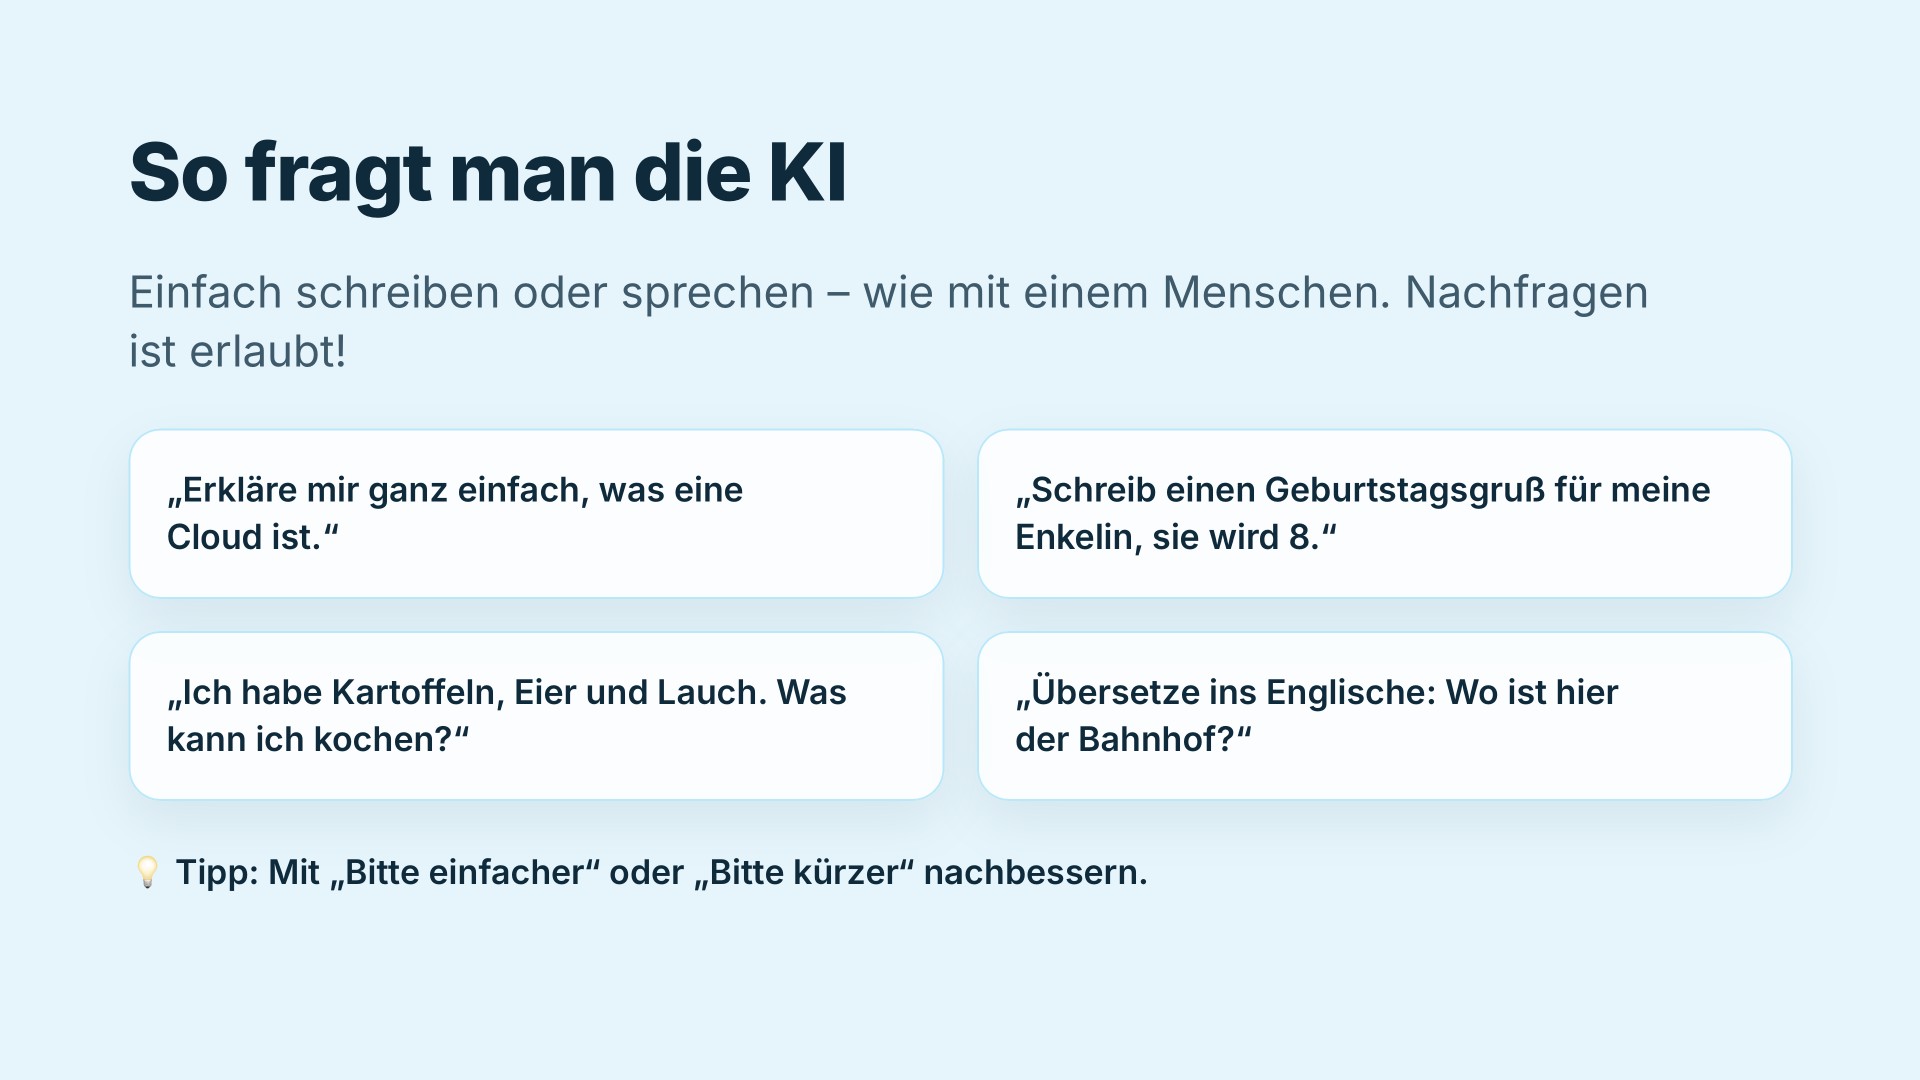 So fragt man die KI
Einfach schreiben oder sprechen – wie mit einem Menschen. Nachfragen
ist erlaubt!
„Erkläre mir ganz einfach, was eine
Cloud ist.“
„Schreib einen Geburtstagsgruß für meine
Enkelin, sie wird 8.“
„Ich habe Kartoffeln, Eier und Lauch. Was
kann ich kochen?“
„Übersetze ins Englische: Wo ist hier
der Bahnhof?“
💡 Tipp: Mit „Bitte einfacher“ oder „Bitte kürzer“ nachbessern.